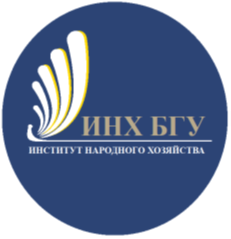 ИНХ БГУ
ИНСТИТУТ НАРОДНОГО ХОЗЯЙСТВА